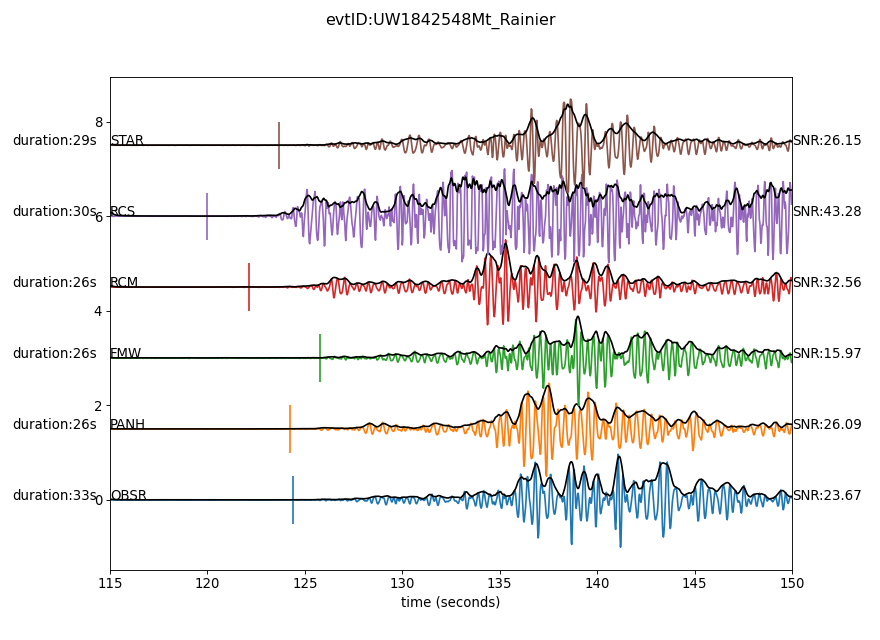 evtID:UW1842548Mt_Rainier
8
duration:29s STAR SNR:26.15
duration:30s RCS SNR:43.28
6
duration:26s RCM SNR:32.56
4
duration:26s FMW SNR:15.97
2
duration:26s PANH SNR:26.09
duration:33s OBSR SNR:23.67
0
115 120 125 130 135 140 145 150
time (seconds)